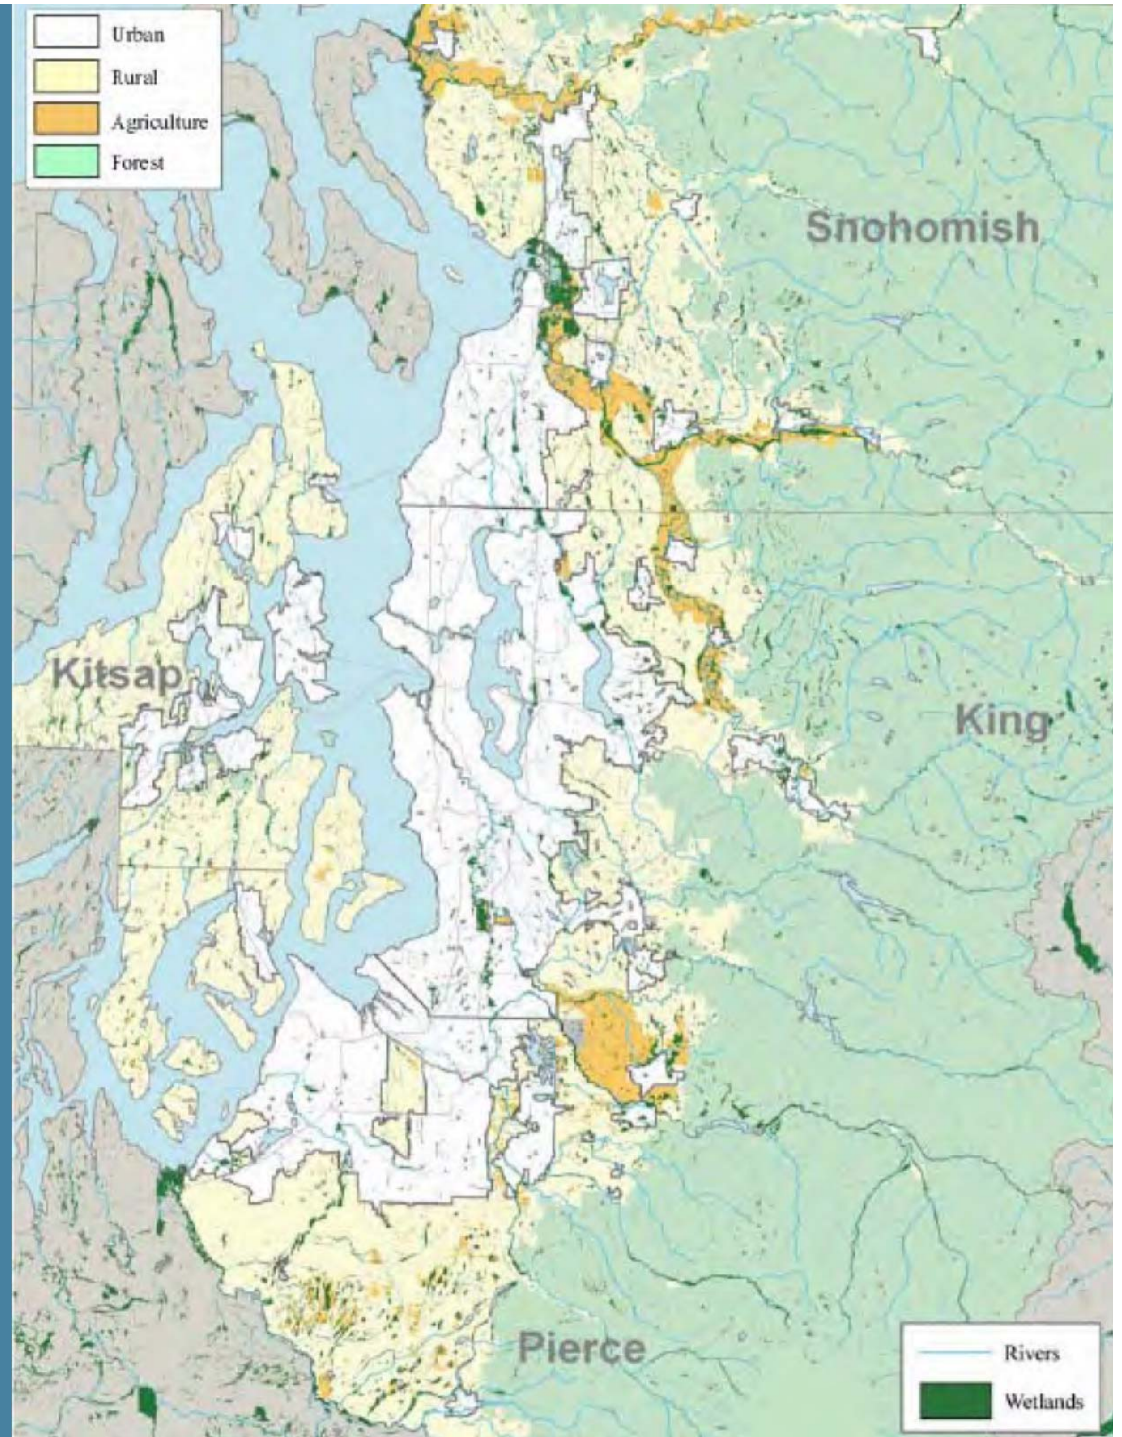 Urban
Rural
Agriculture
Forest
Snohomish
Kitsap
King
Pierce
Rivers
Wetlands